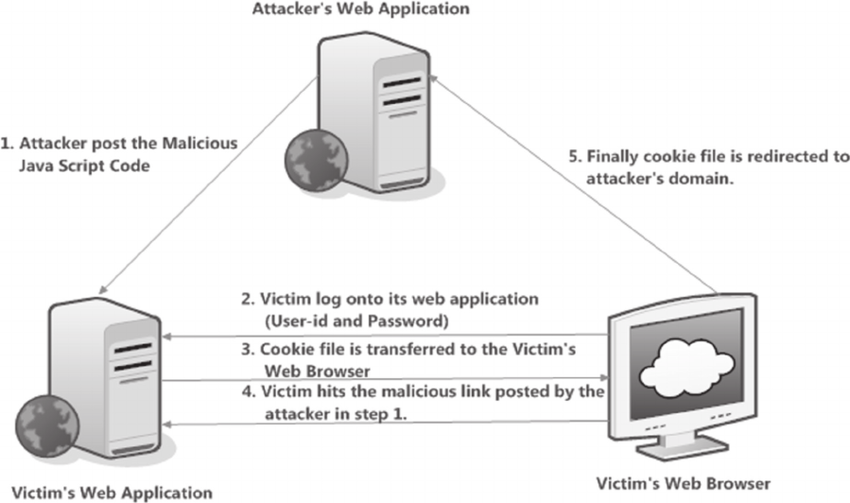 Attacker's Web Application
1. Attacker post the Malicious
Java Script Code
5. Finally cookie file is redirected to
attacker's domain.
2. Victim log onto its web application
(User-id and Password)
3. Cookie file is transferred to the Victim's
Web Browser
4. Victim hits the malicious link posted by the
attacker in step 1.
Victim's Web Application
Victim's Web Browser